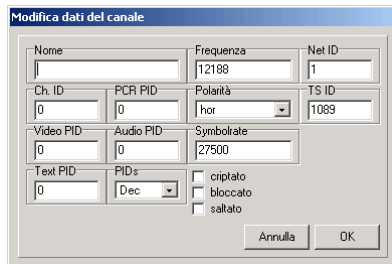 Modifica dati del canale
Nome Frequenza Net ID
12188 1
Ch. ID PCR PID Polarità TS ID
0 0 hor 1089
Video PID Audio PID Symbolrate
0 0 27500
Text PID PIDs
0 Dec
criptato
bloccato
saltato
Annulla OK